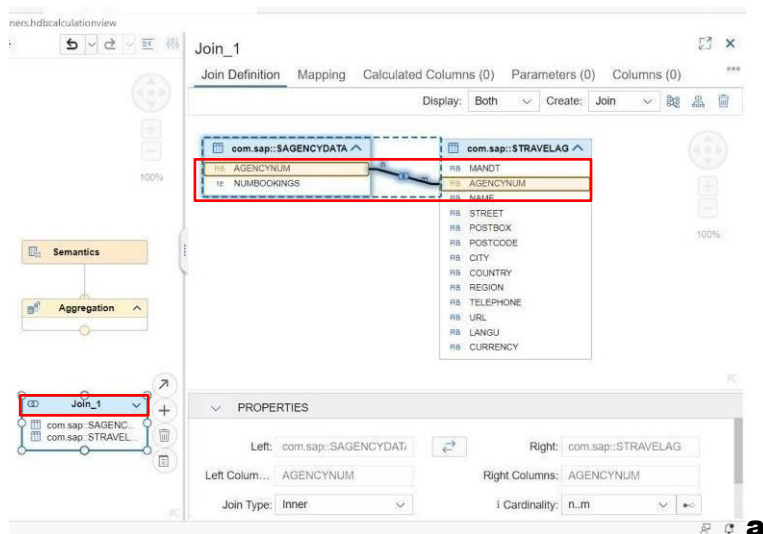 ners.hdbcalculationview
Join_1
Join Definition Mapping Calculated Columns (0) Parameters (0) Columns (0)
Display: Both Create: Join
100%
com.sap::SAGENCYDATA
AGENCYNUM
NUMBOOKINGS
com.sap::STRAVELAG
MANDT
AGENCYNUM
NAME
STREET
POSTBOX
POSTCODE
CITY
COUNTRY
REGION
TELEPHONE
URL
LANGU
CURRENCY
100%
Semantics
Aggregation
Join_1
com.sap::SAGENC...
com.sap::STRAVEL...
PROPERTIES
Left: com.sap::SAGENCYDAT Right: com.sap::STRAVELAG
Left Colum... AGENCYNUM Right Columns: AGENCYNUM
Join Type: Inner Cardinality: n..m
a